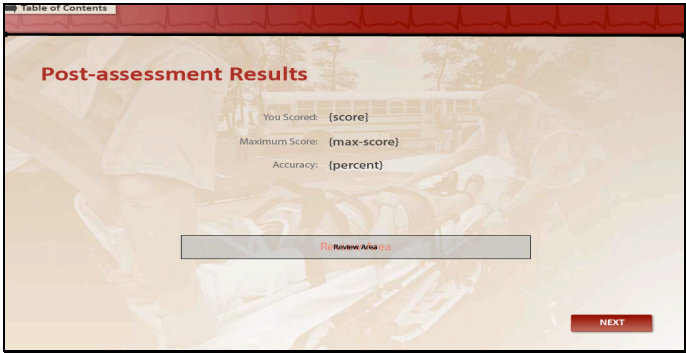 Table of Contents
Post-assessment Results
You Scored: {score}
Maximum Score: {max-score}
Accuracy: {percent}
Review Area
NEXT